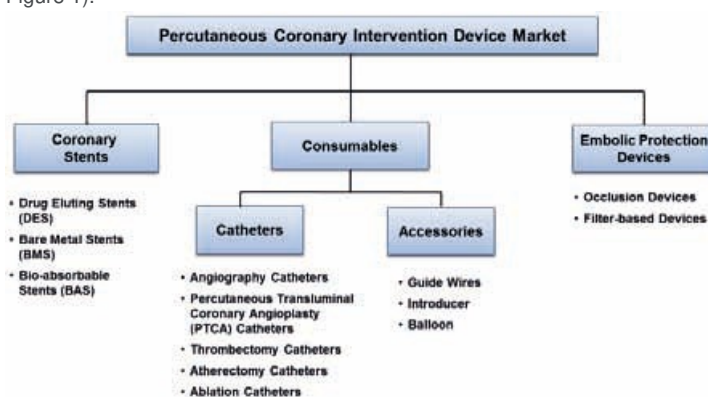 Figure 1).
Percutaneous Coronary Intervention Device Market
Coronary
Stents
• Drug Eluting Stents
(DES)
• Bare Metal Stents
(BMS)
• Bio-absorbable
Stents (BAS)
Consumables
Catheters
• Angiography Catheters
• Percutaneous Transluminal
Coronary Angioplasty
(PTCA) Catheters
• Thrombectomy Catheters
• Atherectomy Catheters
• Ablation Catheters
Accessories
• Guide Wires
• Introducer
• Balloon
Embolic Protection
Devices
• Occlusion Devices
• Filter-based Devices